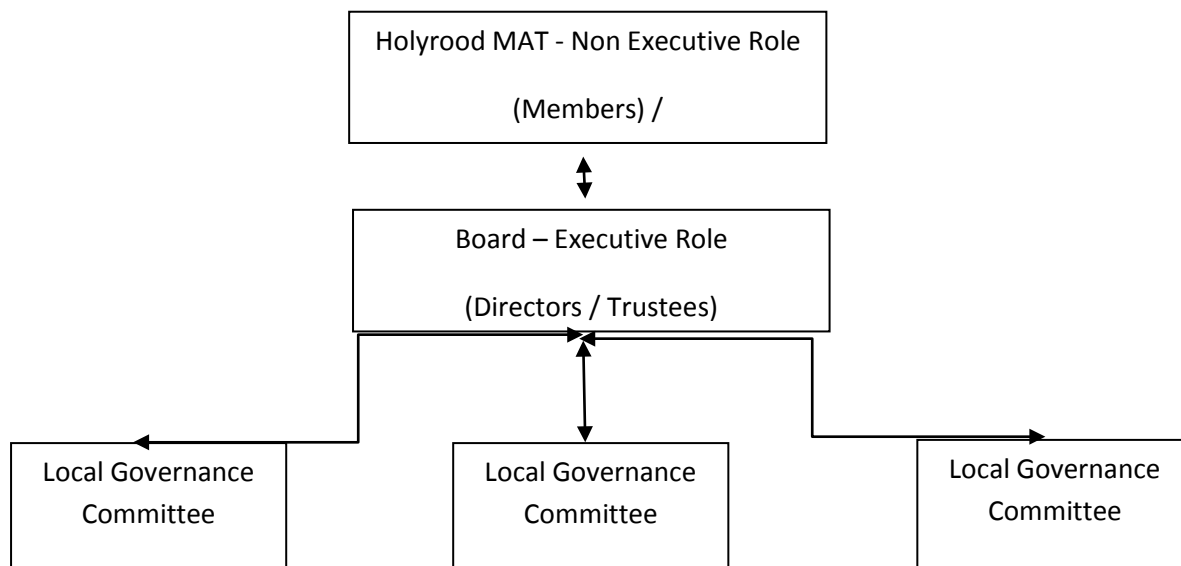 Holyrood MAT - Non Executive Role
(Members) /
Board – Executive Role
(Directors / Trustees)
Local Governance
Committee
Local Governance
Committee
Local Governance
Committee